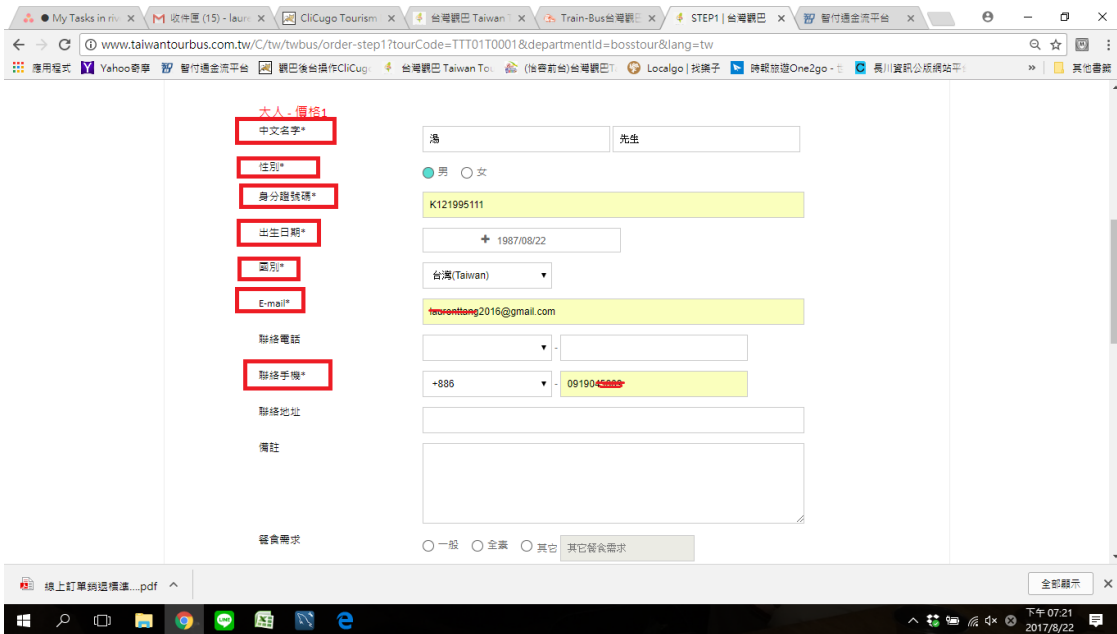 My Tasks in riv
收件匣 (15) - laure
CliCugo Tourism
台灣觀巴 Taiwan T
Train-Bus台灣觀巴
STEP1 | 台灣觀巴
智付通金流平台
www.taiwantourbus.com.tw/C/tw/twbus/order-step1?tourCode=TTT01T0001&departmentId=bosstour&lang=tw
應用程式
Yahoo奇摩
智付通金流平台
觀巴後台操作CliCugo
台灣觀巴 Taiwan Tou
(怡容前台)台灣觀巴T
Localgo | 找樂子
時報旅遊One2go -
長川資訊公版網站平台
»
其他書籤
大人 - 價格1
中文名字*
湯 先生
性別*
男 女
身分證號碼*
K121995111
出生日期*
+ 1987/08/22
國別*
台灣(Taiwan)
E-mail*
2016@gmail.com
聯絡電話
-
聯絡手機*
+886 - 0919
聯絡地址
備註
餐食需求
一般 全素 其它 其它餐食需求
線上訂單銷退標準....pdf
全部顯示
下午 07:21
2017/8/22